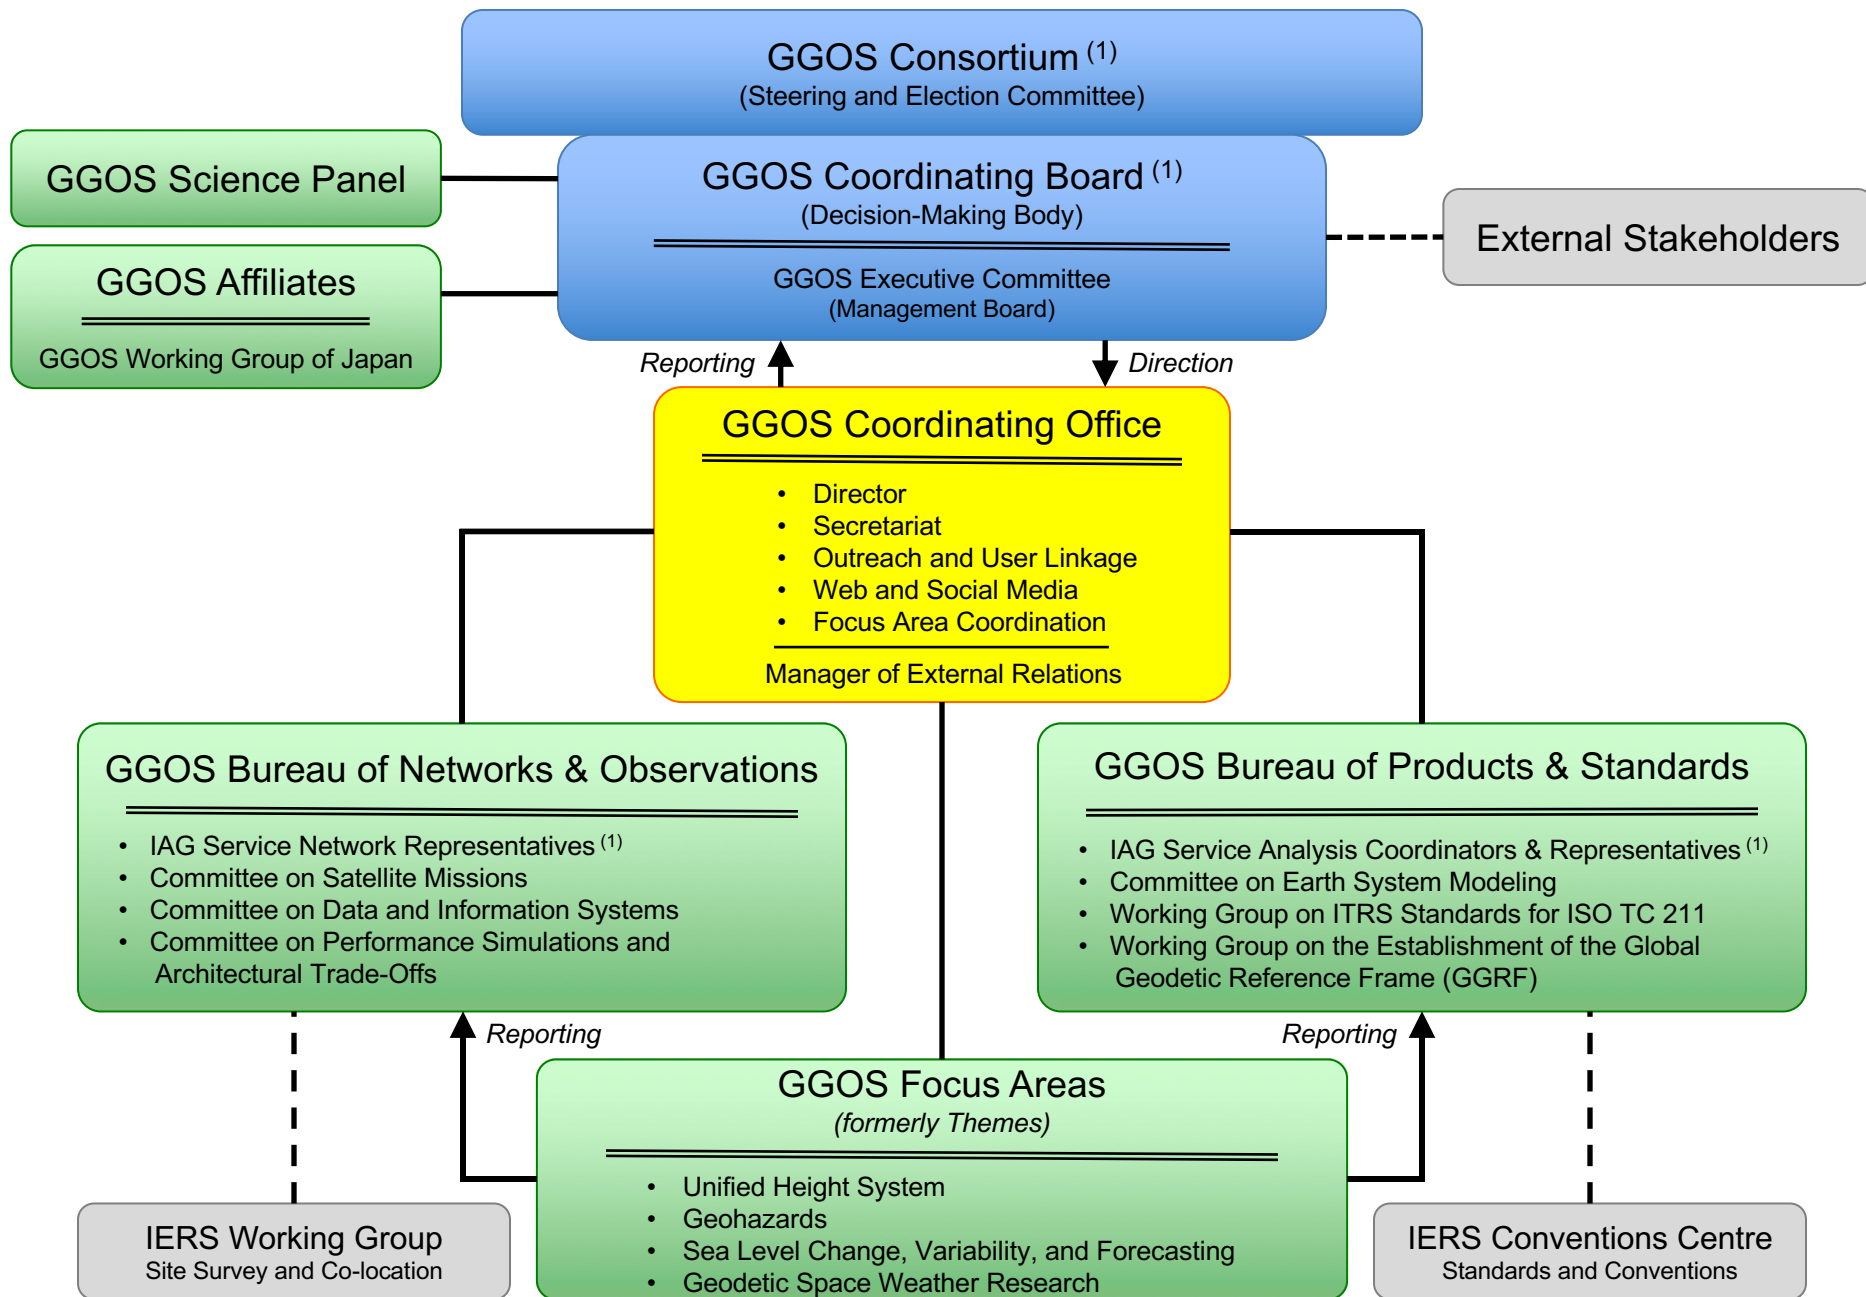 GGOS Consortium (1)
(Steering and Election Committee)
GGOS Science Panel
GGOS Coordinating Board (1)
(Decision-Making Body)
GGOS Executive Committee
(Management Board)
External Stakeholders
GGOS Affiliates
GGOS Working Group of Japan
Reporting
Direction
GGOS Coordinating Office
• Director
• Secretariat
• Outreach and User Linkage
• Web and Social Media
• Focus Area Coordination
Manager of External Relations
GGOS Bureau of Networks & Observations
• IAG Service Network Representatives (1)
• Committee on Satellite Missions
• Committee on Data and Information Systems
• Committee on Performance Simulations and
Architectural Trade-Offs
GGOS Bureau of Products & Standards
• IAG Service Analysis Coordinators & Representatives (1)
• Committee on Earth System Modeling
• Working Group on ITRS Standards for ISO TC 211
• Working Group on the Establishment of the Global
Geodetic Reference Frame (GGRF)
Reporting
Reporting
GGOS Focus Areas
(formerly Themes)
• Unified Height System
• Geohazards
• Sea Level Change, Variability, and Forecasting
• Geodetic Space Weather Research
IERS Working Group
Site Survey and Co-location
IERS Conventions Centre
Standards and Conventions